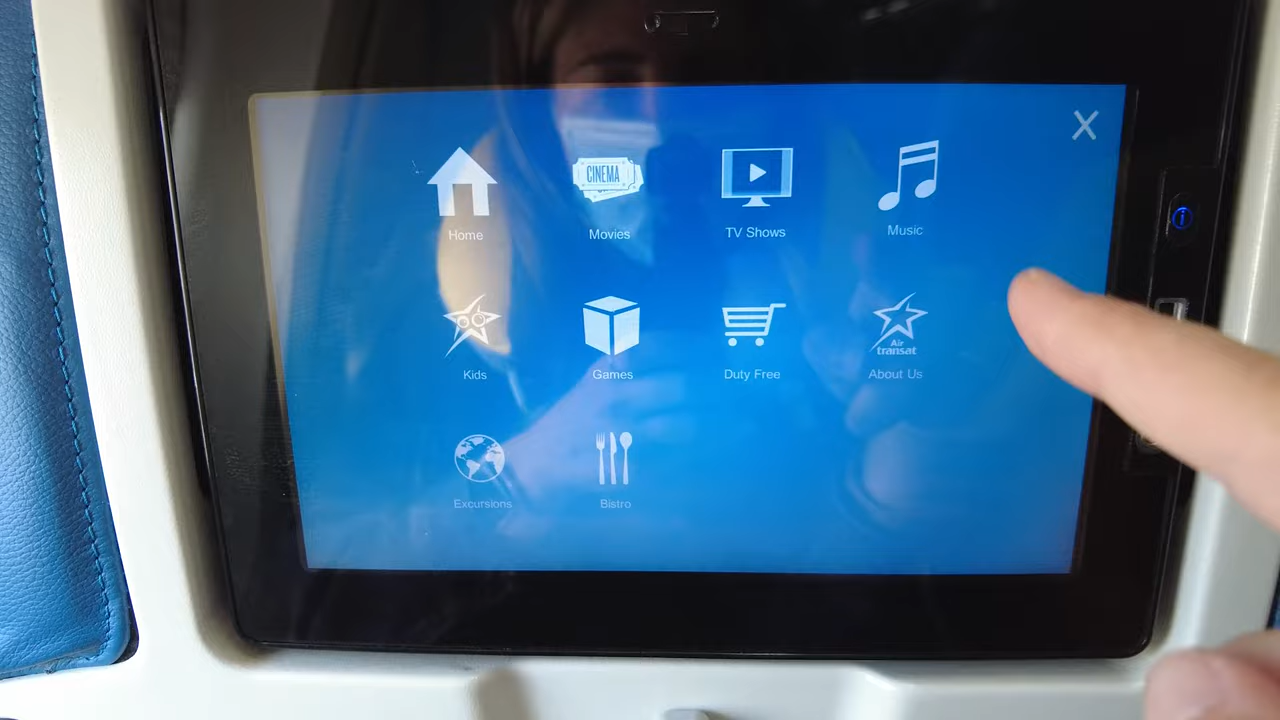 CINEMA
Home
Movies
TV Shows
Music
X
Air
transat
Kids
Games
Duty Free
About Us
Excursions
Bistro
i